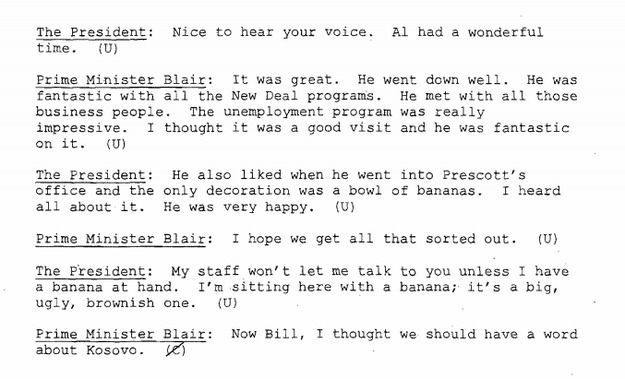 The President: Nice to hear your voice. Al had a wonderful
time. (U)
Prime Minister Blair: It was great. He went down well. He was
fantastic with all the New Deal programs. He met with all those
business people. The unemployment program was really
impressive. I thought it was a good visit and he was fantastic
on it. (U)
The President: He also liked when he went into Prescott's
office and the only decoration was a bowl of bananas. I heard
all about it. He was very happy. (U)
Prime Minister Blair: I hope we get all that sorted out. (U)
The President: My staff won't let me talk to you unless I have
a banana at hand. I'm sitting here with a banana; it's a big,
ugly, brownish one. (U)
Prime Minister Blair: Now Bill, I thought we should have a word
about Kosovo. (C)